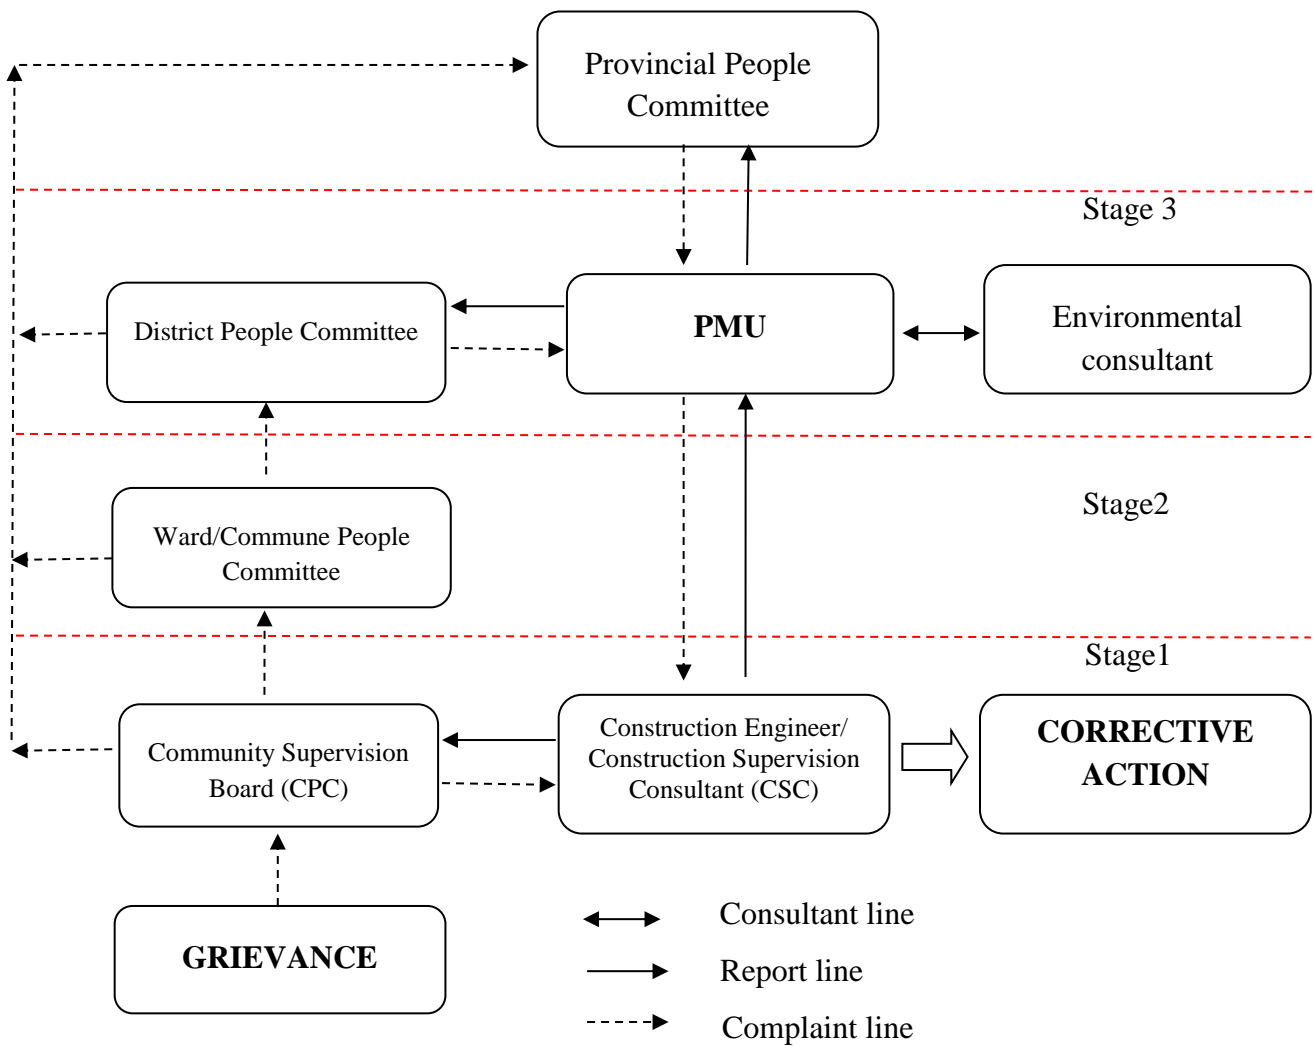 Provincial People
Committee
Stage 3
District People Committee
PMU
Environmental
consultant
Ward/Commune People
Committee
Stage2
Stage1
Community Supervision
Board (CPC)
Construction Engineer/
Construction Supervision
Consultant (CSC)
CORRECTIVE
ACTION
GRIEVANCE
Consultant line
Report line
Complaint line